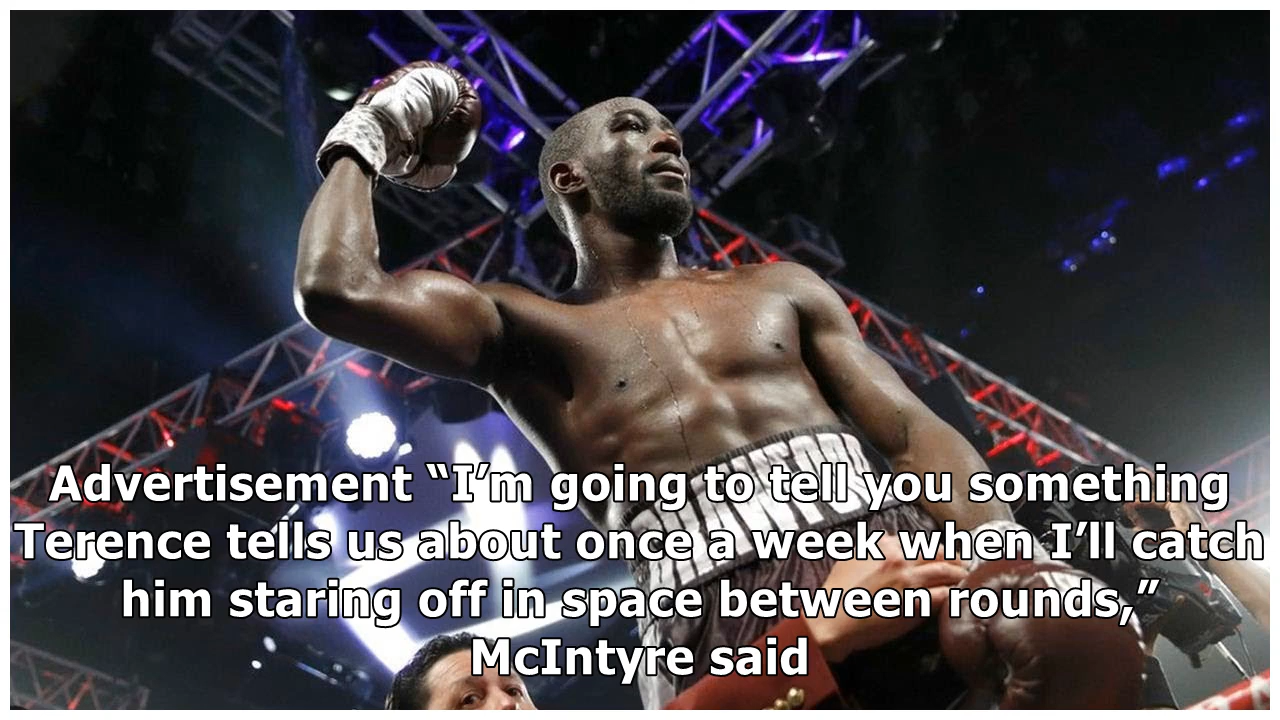 CRAWFORD
Advertisement “I’m going to tell you something
Terence tells us about once a week when I’ll catch
him staring off in space between rounds,”
McIntyre said